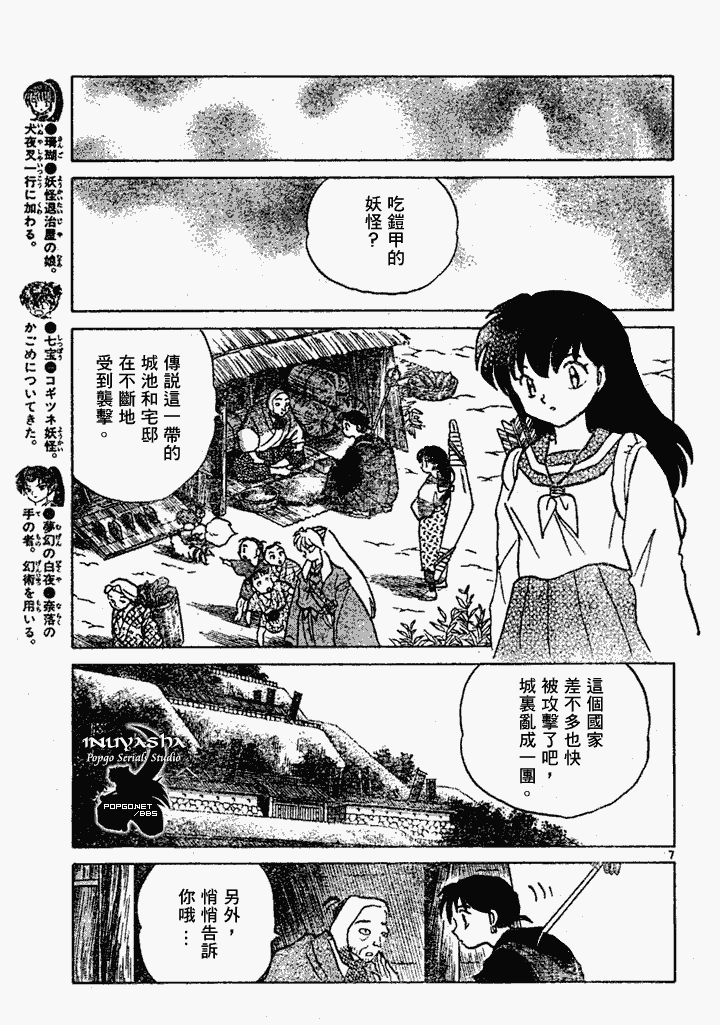 吃鎧甲的
妖怪?
傳説這一帶的
城池和宅邸
在不斷地
受到襲擊。
這個國家
差不多也快
被攻擊了吧，
城裏亂成一團。
另外，
悄悄告訴
你哦…
●珊瑚●妖怪退治屋の娘。
犬夜叉一行に加わる。
●七宝●コギツネ妖怪。
かごめについてきた。
●夢幻の白夜●奈落の
手の者。幻術を用いる。
INUYASHA
Popgo Serials Studio
POPGO.NET
/BBS
7